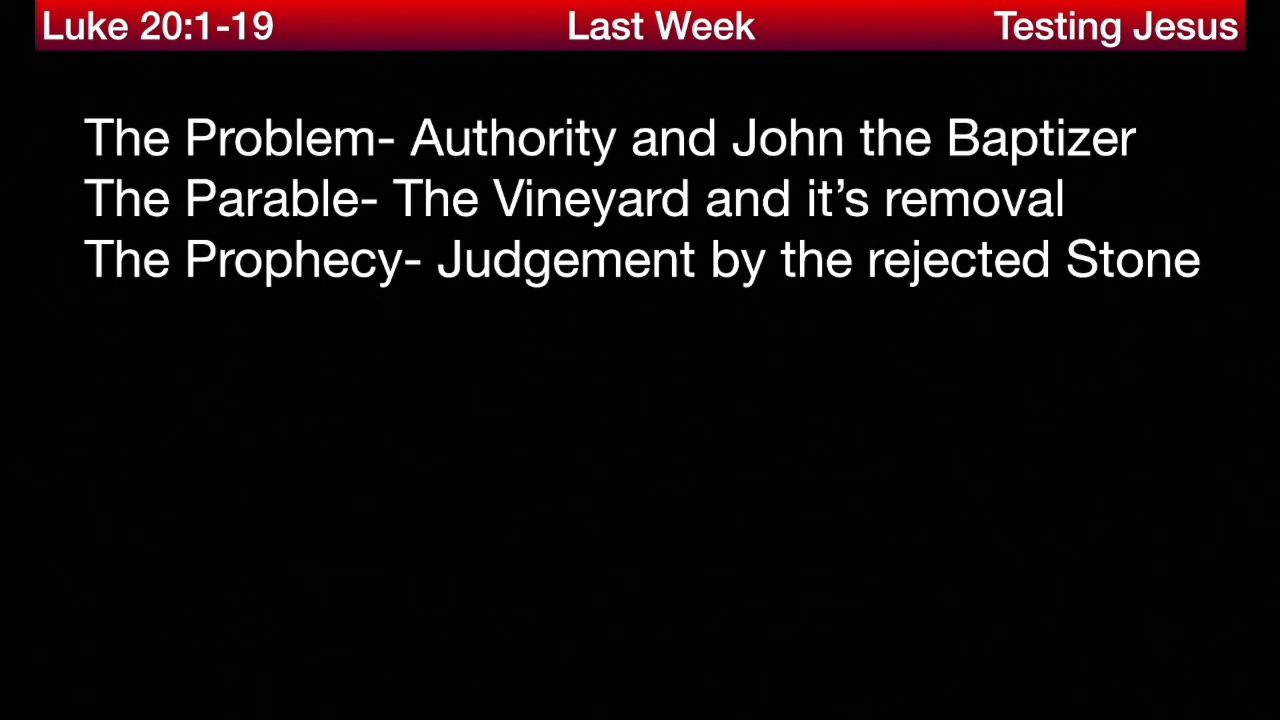 Luke 20:1-19 Last Week Testing Jesus
The Problem- Authority and John the Baptizer
The Parable- The Vineyard and it’s removal
The Prophecy- Judgement by the rejected Stone